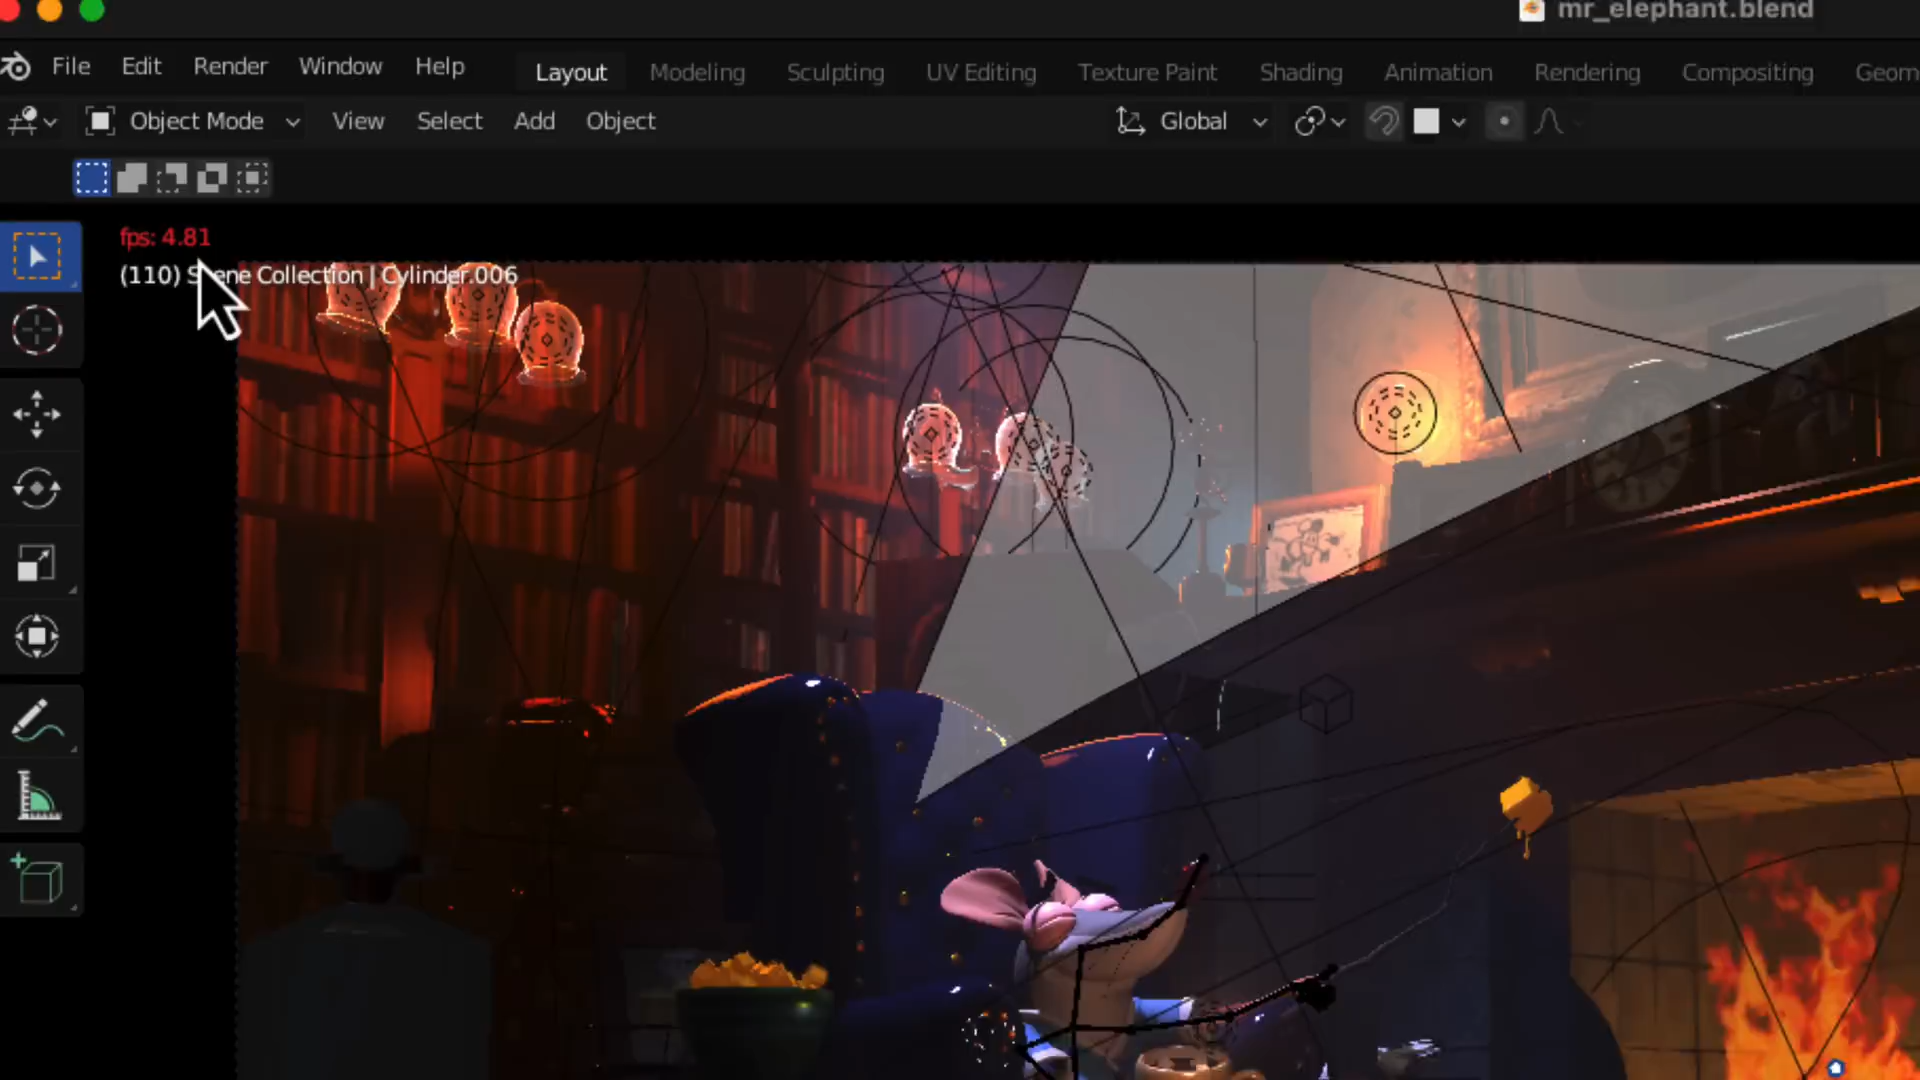 mr_elephant.blend
File Edit Render Window Help Layout Modeling Sculpting UV Editing Texture Paint Shading Animation Rendering Compositing Geom
Object Mode View Select Add Object Global
fps: 4.81
(110) Scene Collection | Cylinder.006